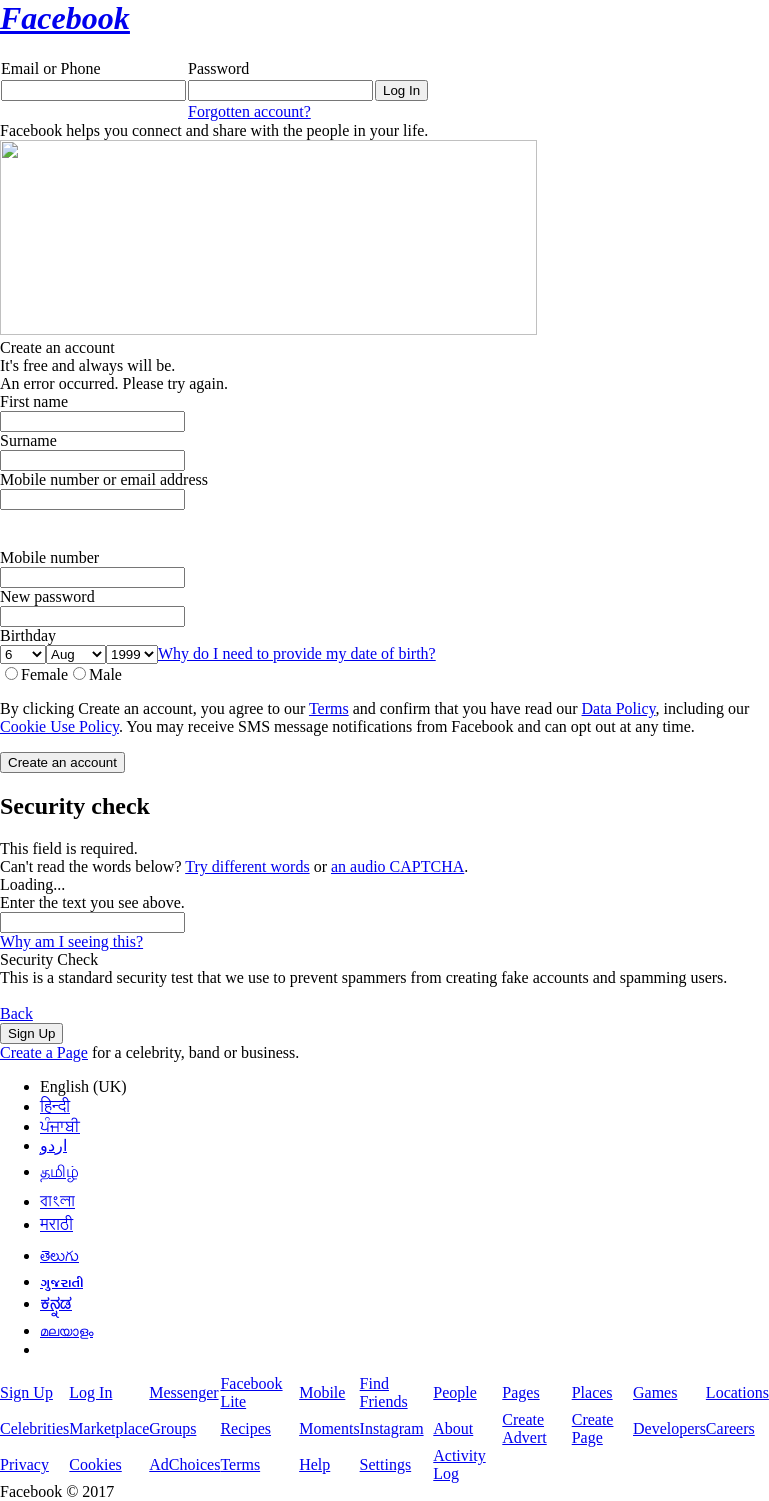 Facebook
Email or Phone Password
Log In
Forgotten account?
Facebook helps you connect and share with the people in your life.
Create an account
It's free and always will be.
An error occurred. Please try again.
First name
Surname
Mobile number or email address
Mobile number
New password
Birthday
6 Aug 1999 Why do I need to provide my date of birth?
Female Male
By clicking Create an account, you agree to our Terms and confirm that you have read our Data Policy, including our
Cookie Use Policy. You may receive SMS message notifications from Facebook and can opt out at any time.
Create an account
Security check
This field is required.
Can't read the words below? Try different words or an audio CAPTCHA.
Loading...
Enter the text you see above.
Why am I seeing this?
Security Check
This is a standard security test that we use to prevent spammers from creating fake accounts and spamming users.
Back
Sign Up
Create a Page for a celebrity, band or business.
English (UK)
हिन्दी
ਪੰਜਾਬੀ
اردو
தமிழ்
বাংলা
मराठी
తెలుగు
ગુજરાતી
ಕನ್ನಡ
മലയാളം
Sign Up Log In Messenger Facebook Lite Mobile Find Friends People Pages Places Games Locations
Celebrities Marketplace Groups Recipes Moments Instagram About Create Advert Create Page Developers Careers
Privacy Cookies AdChoices Terms Help Settings Activity Log
Facebook © 2017